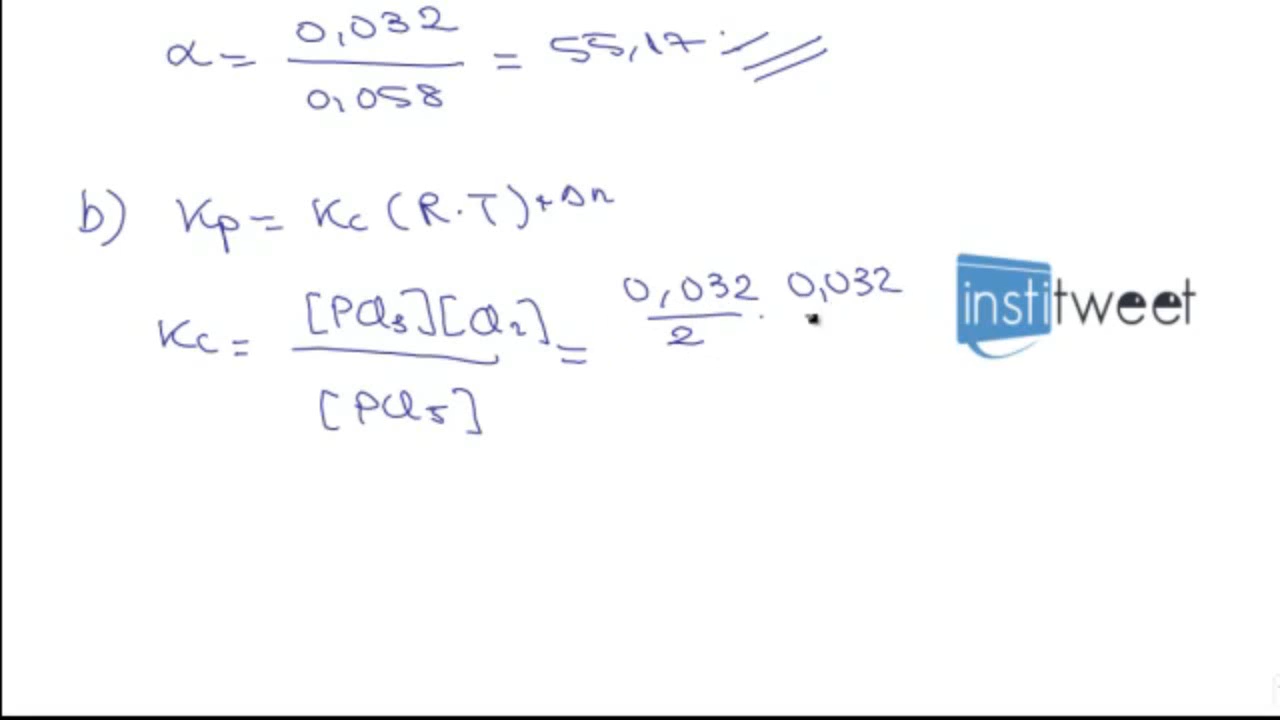 α = 0,032 / 0,058 = 55,17 %
b) Kp = Kc (R.T)^+Δn
Kc = [PCl3][Cl2] / [PCl5] = 0,032 / 2 . 0,032
institweet